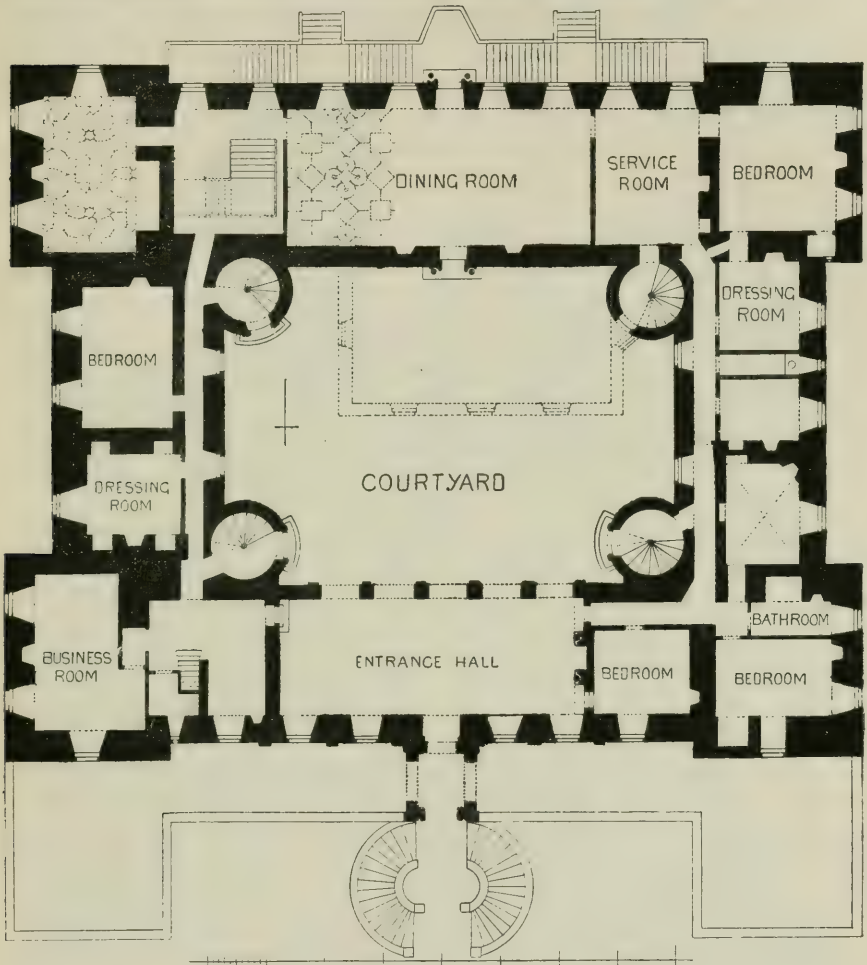 DINING ROOM
SERVICE
ROOM
BEDROOM
DRESSING
ROOM
BEDROOM
COURTYARD
DRESSING
ROOM
BATHROOM
BUSINESS
ROOM
ENTRANCE HALL
BEDROOM
BEDROOM